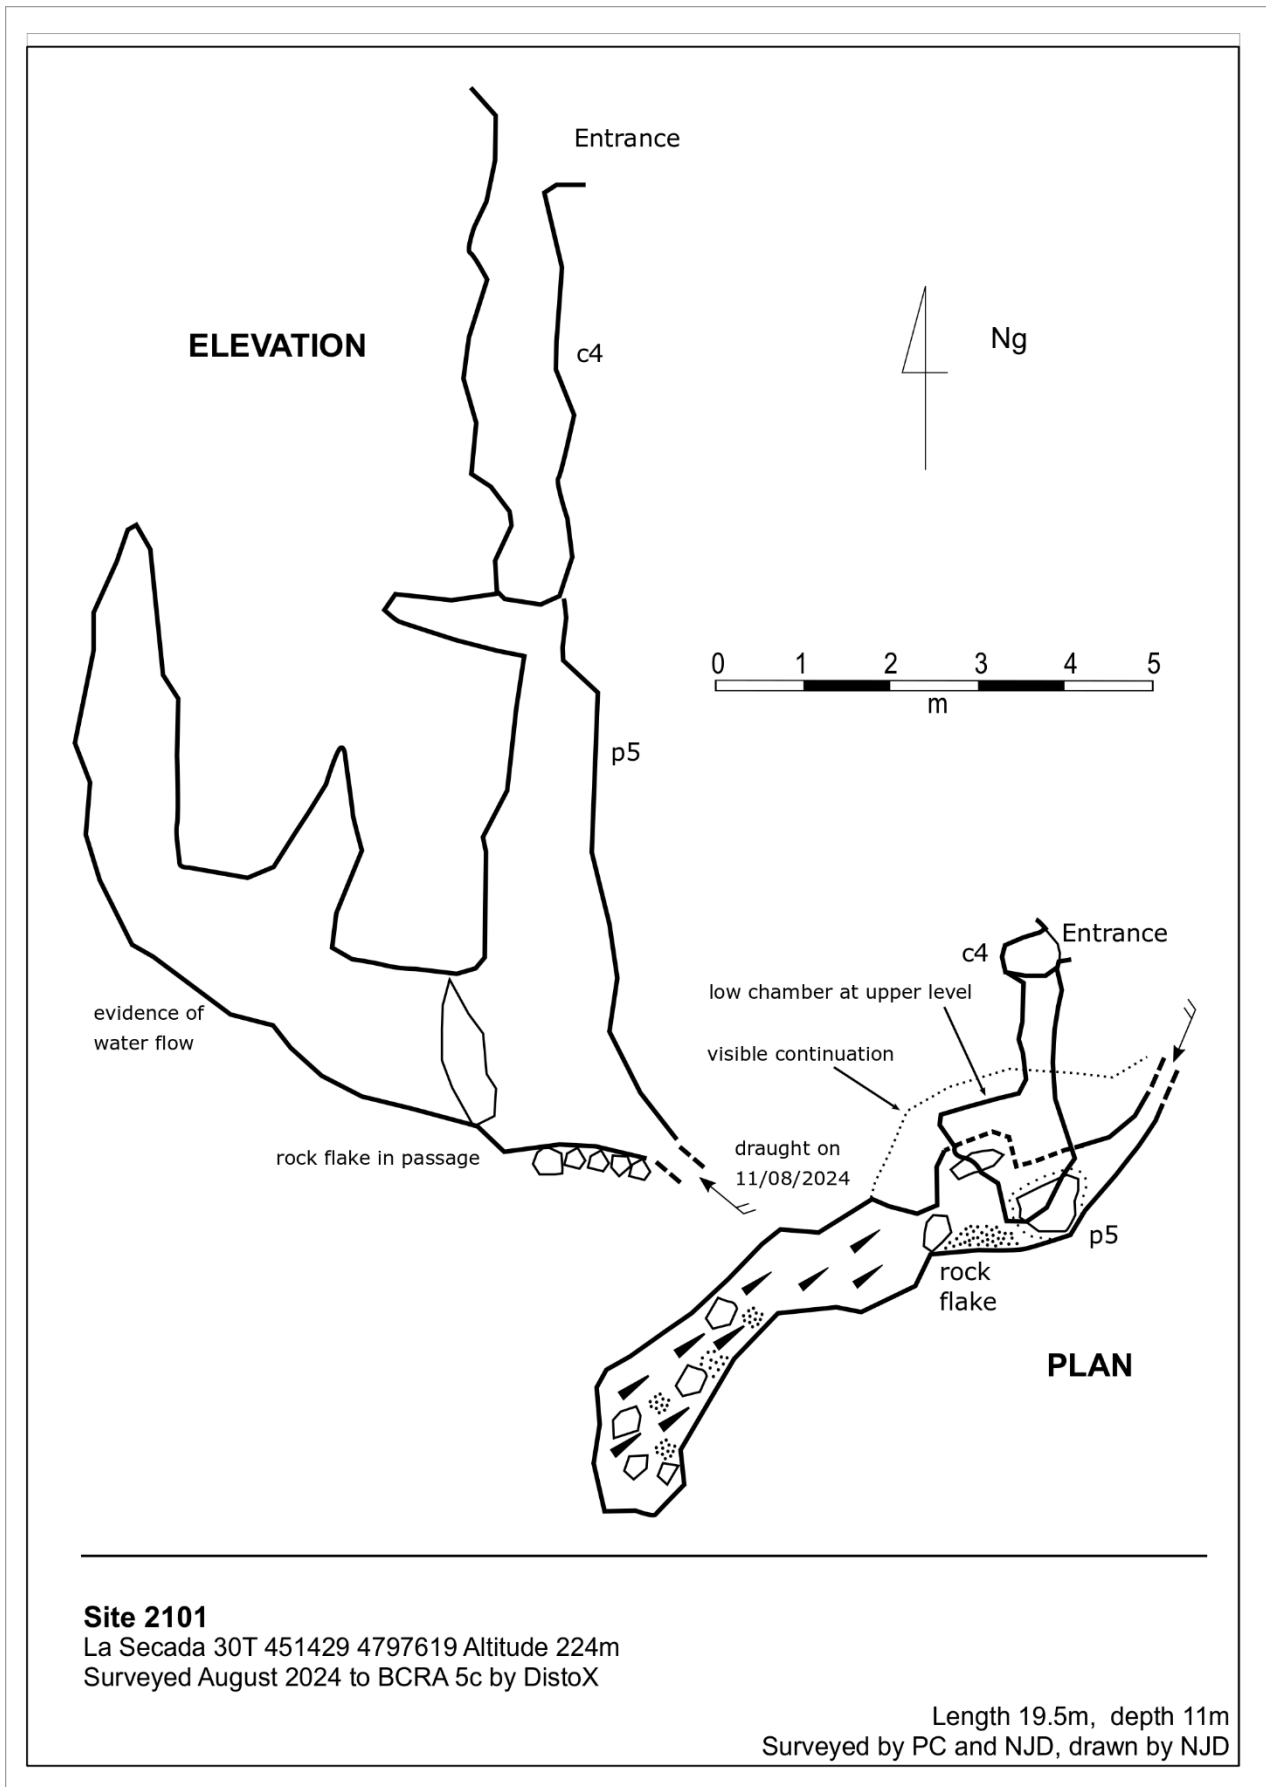 Entrance
ELEVATION
c4
Ng
0 1 2 3 4 5
m
p5
Entrance
c4
low chamber at upper level
visible continuation
evidence of
water flow
rock flake in passage
draught on
11/08/2024
p5
rock
flake
PLAN
Site 2101
La Secada 30T 451429 4797619 Altitude 224m
Surveyed August 2024 to BCRA 5c by DistoX
Length 19.5m, depth 11m
Surveyed by PC and NJD, drawn by NJD